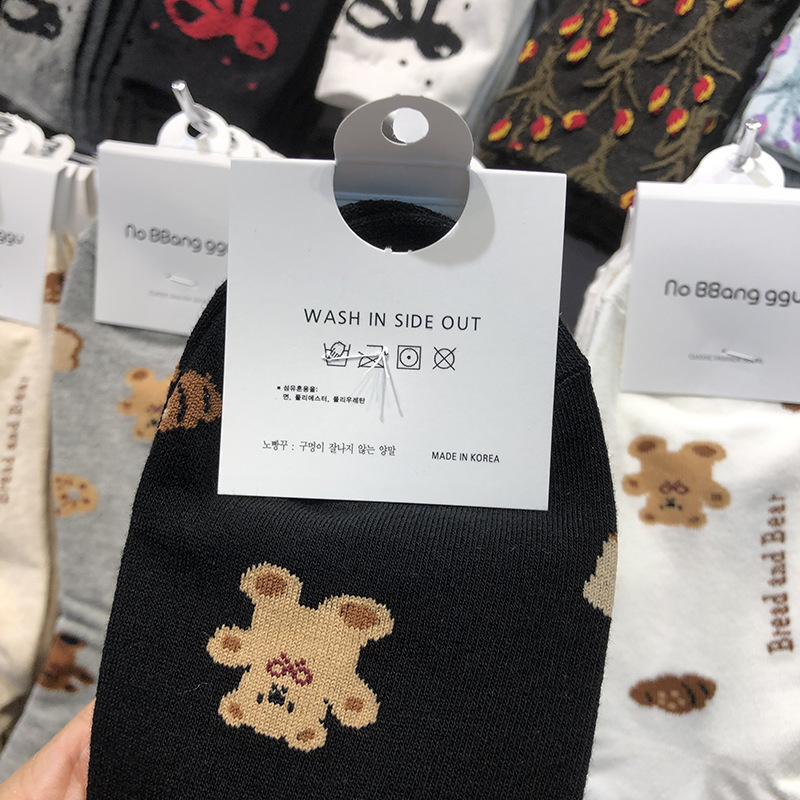 WASH IN SIDE OUT
■ 섬유혼용율:
면, 폴리에스터, 폴리우레탄
노빵꾸 : 구멍이 잘나지 않는 양말
MADE IN KOREA
No BBang ggu
No BBang ggu
ggu
Bread and Bear
Bread and Bear